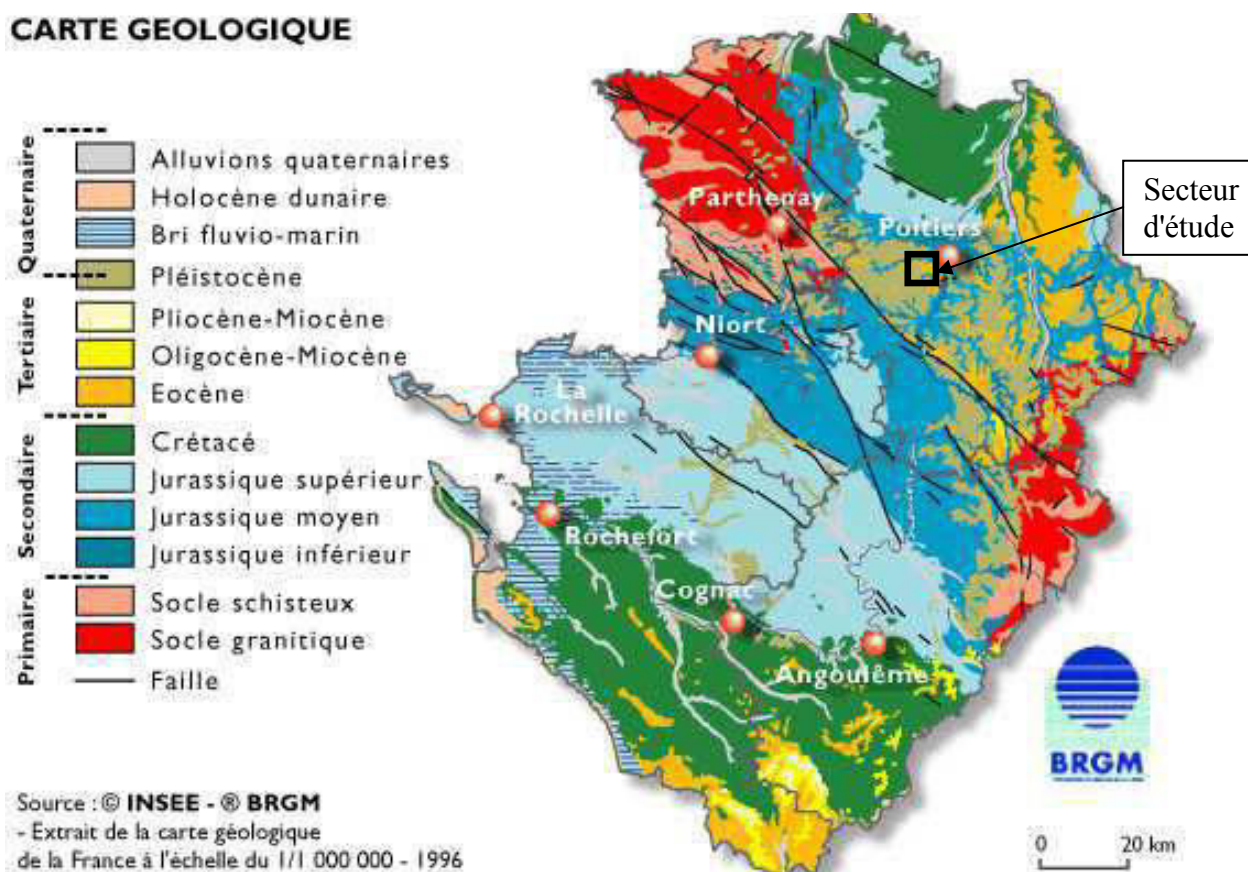 CARTE GEOLOGIQUE
Quaternaire
Alluvions quaternaires
Holocène dunaire
Bri fluvio-marin
Pléistocène
Tertiaire
Pliocène-Miocène
Oligocène-Miocène
Eocène
Secondaire
Crétacé
Jurassique supérieur
Jurassique moyen
Jurassique inférieur
Primaire
Socle schisteux
Socle granitique
Faille
Parthenay
Poitiers
Secteur
d'étude
Niort
La
Rochelle
Rochefort
Cognac
Angoulême
BRGM
Source : © INSEE - ® BRGM
- Extrait de la carte géologique
de la France à l'échelle du 1/1 000 000 - 1996
0 20 km